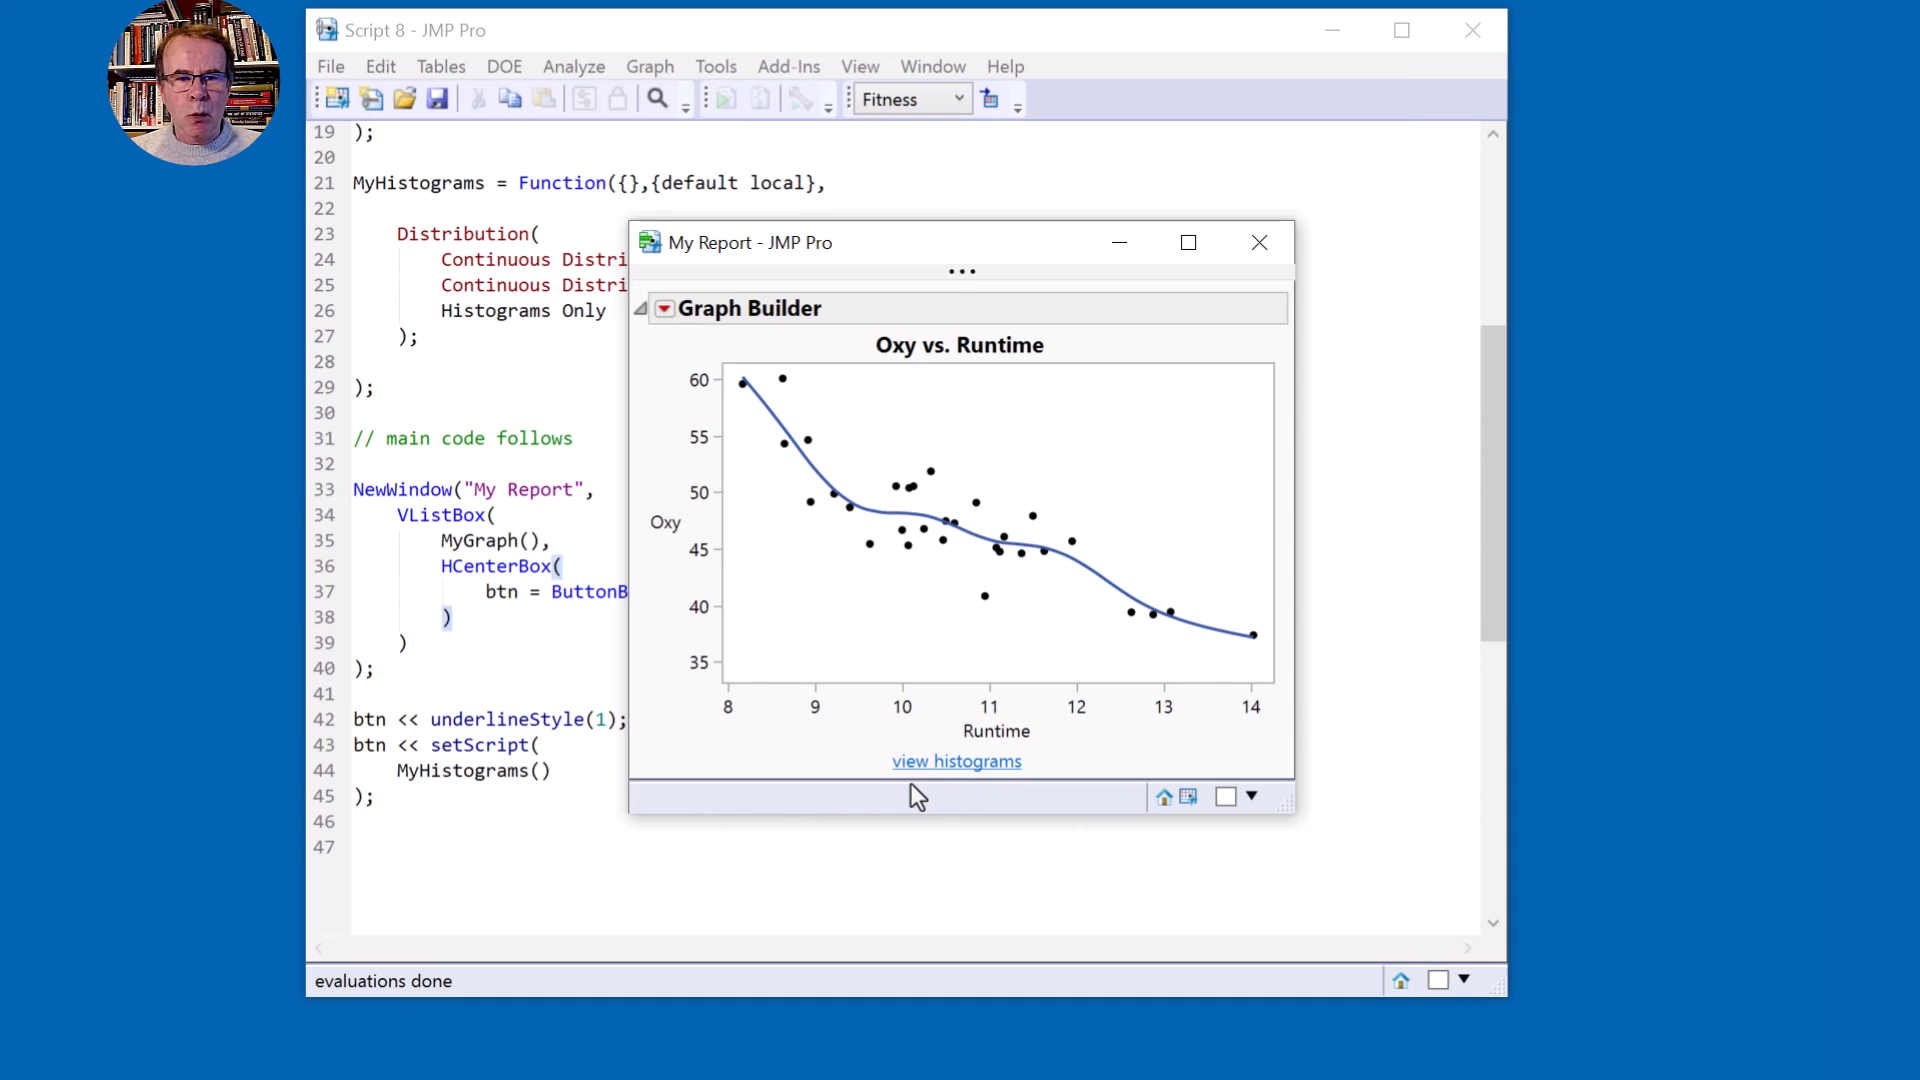 Script 8 - JMP Pro
File Edit Tables DOE Analyze Graph Tools Add-Ins View Window Help
Fitness
19 );
20
21 MyHistograms = Function({},{default local},
22
23 Distribution(
24 Continuous Distri
25 Continuous Distri
26 Histograms Only
27 );
28
29 );
30
31 // main code follows
32
33 NewWindow("My Report",
34 VListBox(
35 MyGraph(),
36 HCenterBox(
37 btn = ButtonB
38 )
39 )
40 );
41
42 btn << underlineStyle(1);
43 btn << setScript(
44 MyHistograms()
45 );
46
47
evaluations done
My Report - JMP Pro
Graph Builder
Oxy vs. Runtime
60
55
50
Oxy
45
40
35
8 9 10 11 12 13 14
Runtime
view histograms